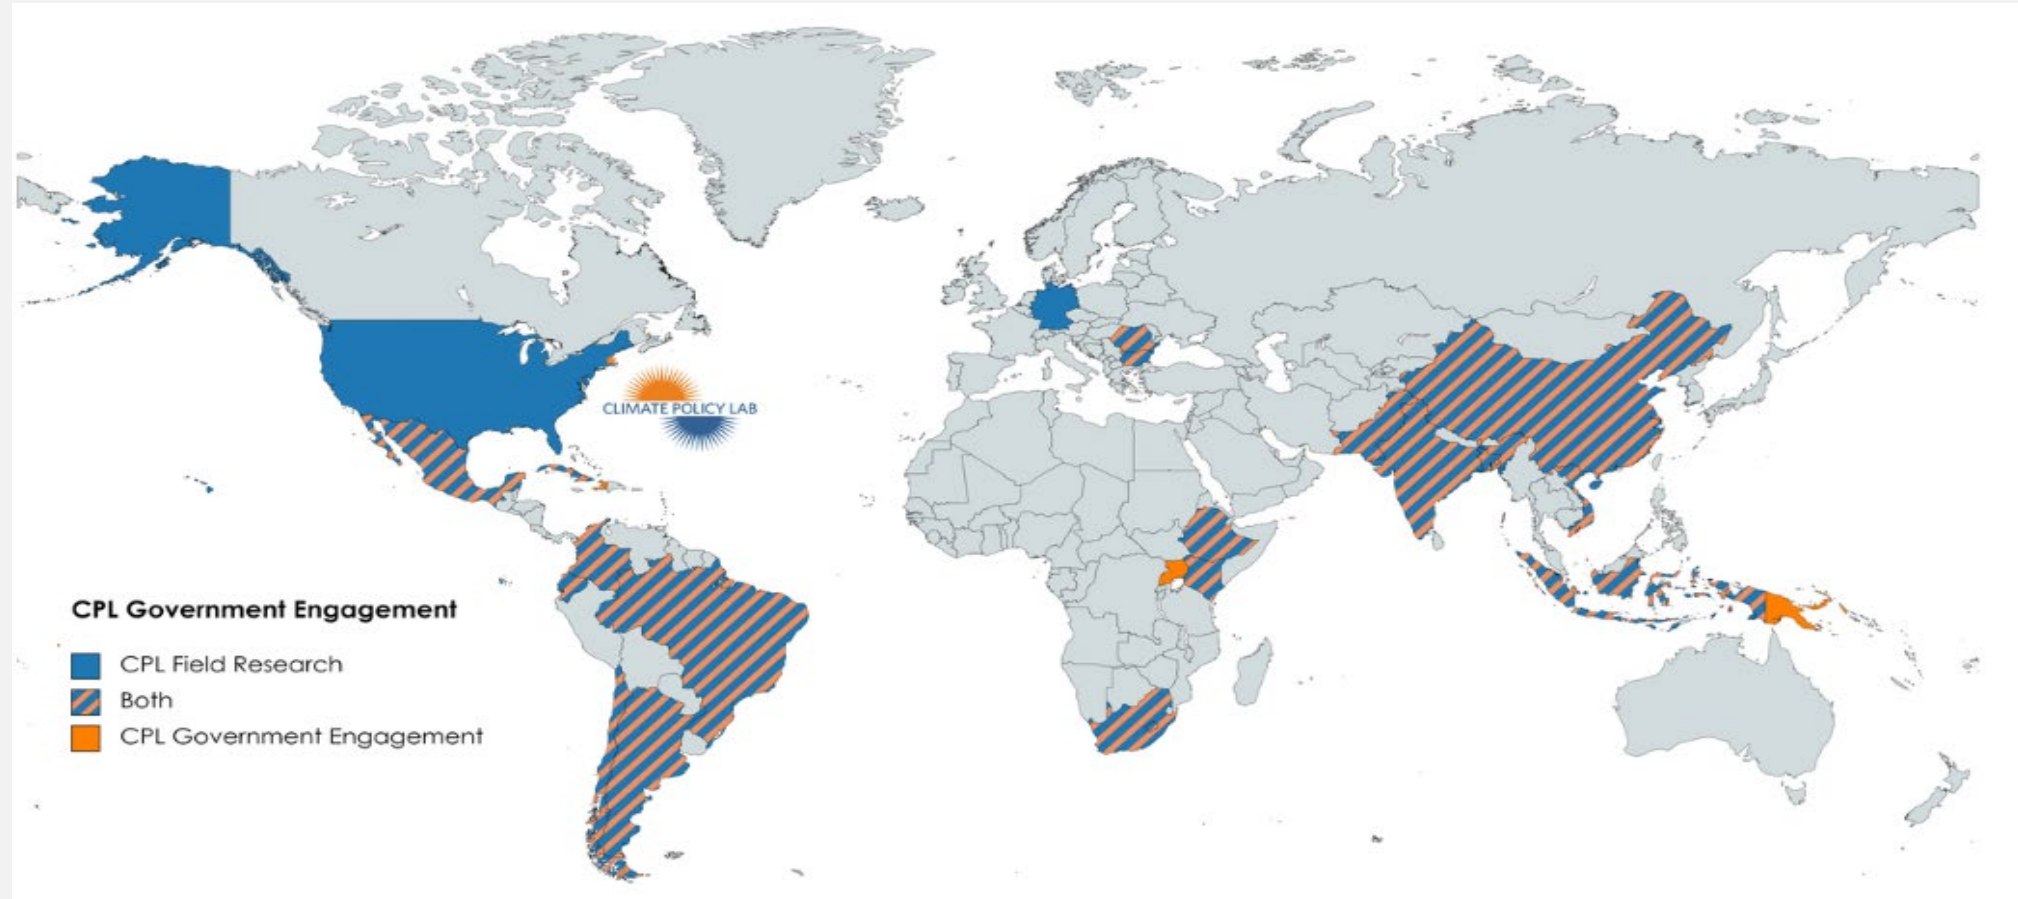 CLIMATE POLICY LAB
CPL Government Engagement
CPL Field Research
Both
CPL Government Engagement